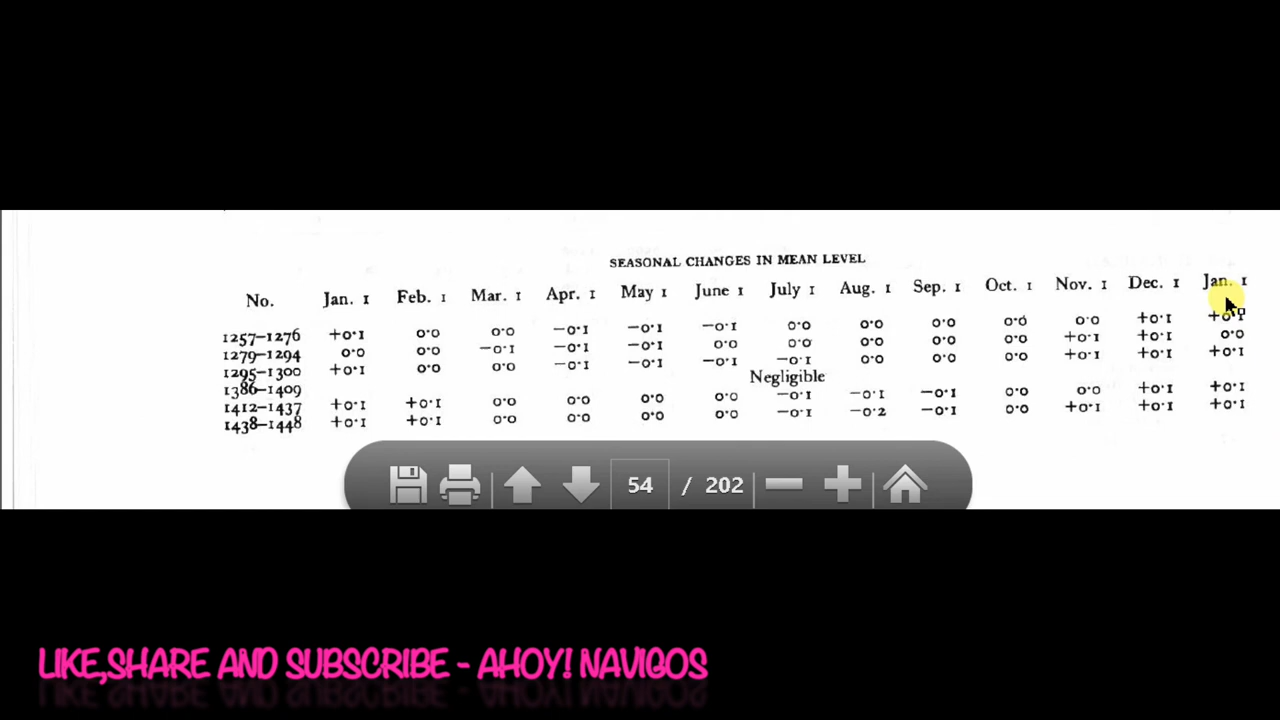 SEASONAL CHANGES IN MEAN LEVEL
No. Jan. 1 Feb. 1 Mar. 1 Apr. 1 May 1 June 1 July 1 Aug. 1 Sep. 1 Oct. 1 Nov. 1 Dec. 1 Jan. 1
1257–1276 +0·1 0·0 0·0 −0·1 −0·1 −0·1 0·0 0·0 0·0 0·0 0·0 +0·1 +0·1
1279–1294 0·0 0·0 −0·1 −0·1 −0·1 0·0 0·0 0·0 0·0 0·0 +0·1 +0·1 0·0
1295–1300 +0·1 0·0 0·0 −0·1 −0·1 −0·1 −0·1 0·0 0·0 0·0 +0·1 +0·1 +0·1
1386–1409 Negligible
1412–1437 +0·1 +0·1 0·0 0·0 0·0 0·0 −0·1 −0·1 −0·1 0·0 0·0 +0·1 +0·1
1438–1448 +0·1 +0·1 0·0 0·0 0·0 0·0 −0·1 −0·2 −0·1 0·0 +0·1 +0·1 +0·1
54 / 202
LIKE,SHARE AND SUBSCRIBE - AHOY! NAVIGOS